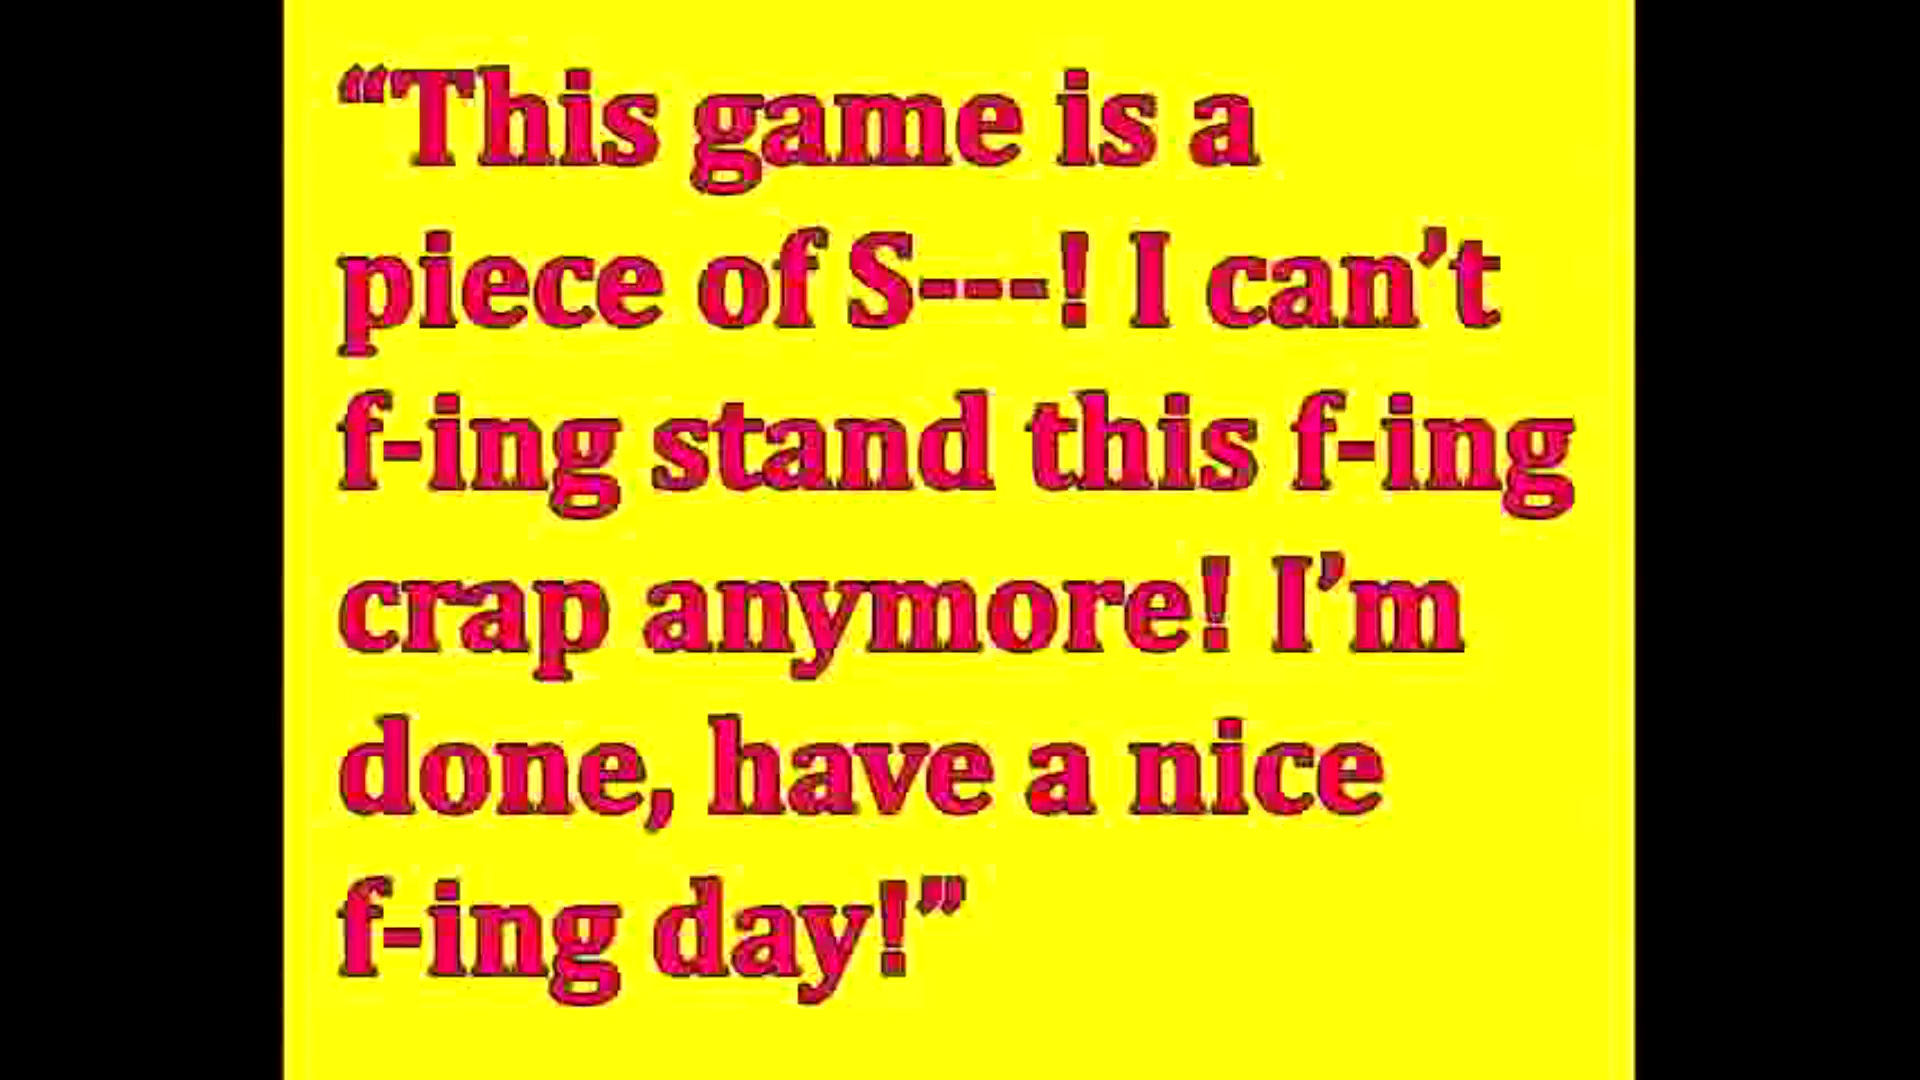 “This game is a
piece of S---! I can’t
f-ing stand this f-ing
crap anymore! I’m
done, have a nice
f-ing day!”